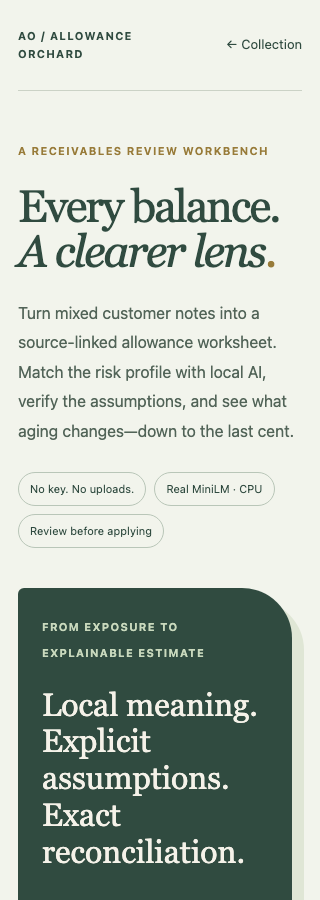 AO / ALLOWANCE
ORCHARD
← Collection
A RECEIVABLES REVIEW WORKBENCH
Every balance.
A clearer lens.
Turn mixed customer notes into a
source-linked allowance worksheet.
Match the risk profile with local AI,
verify the assumptions, and see what
aging changes—down to the last cent.
No key. No uploads.
Real MiniLM · CPU
Review before applying
FROM EXPOSURE TO
EXPLAINABLE ESTIMATE
Local meaning.
Explicit
assumptions.
Exact
reconciliation.